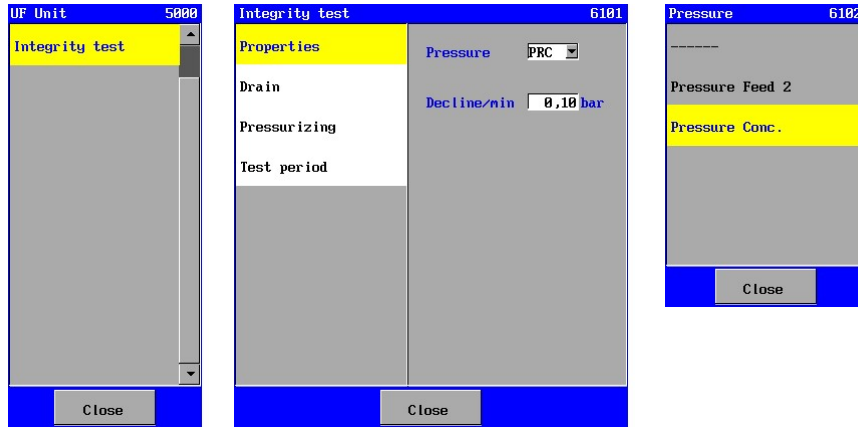 UF Unit 5000
Integrity test
Close
Integrity test 6101
Properties
Drain
Pressurizing
Test period
Pressure PRC
Decline/min 0,10 bar
Close
Pressure 6102
------
Pressure Feed 2
Pressure Conc.
Close